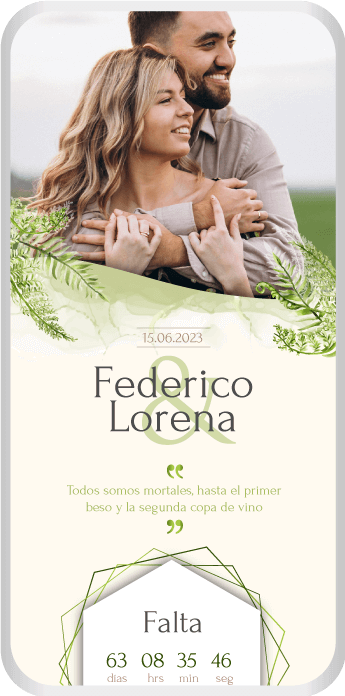 15.06.2023
&
Federico
Lorena
❝
Todos somos mortales, hasta el primer
beso y la segunda copa de vino
❞
Falta
63 08 35 46
dias hrs min seg